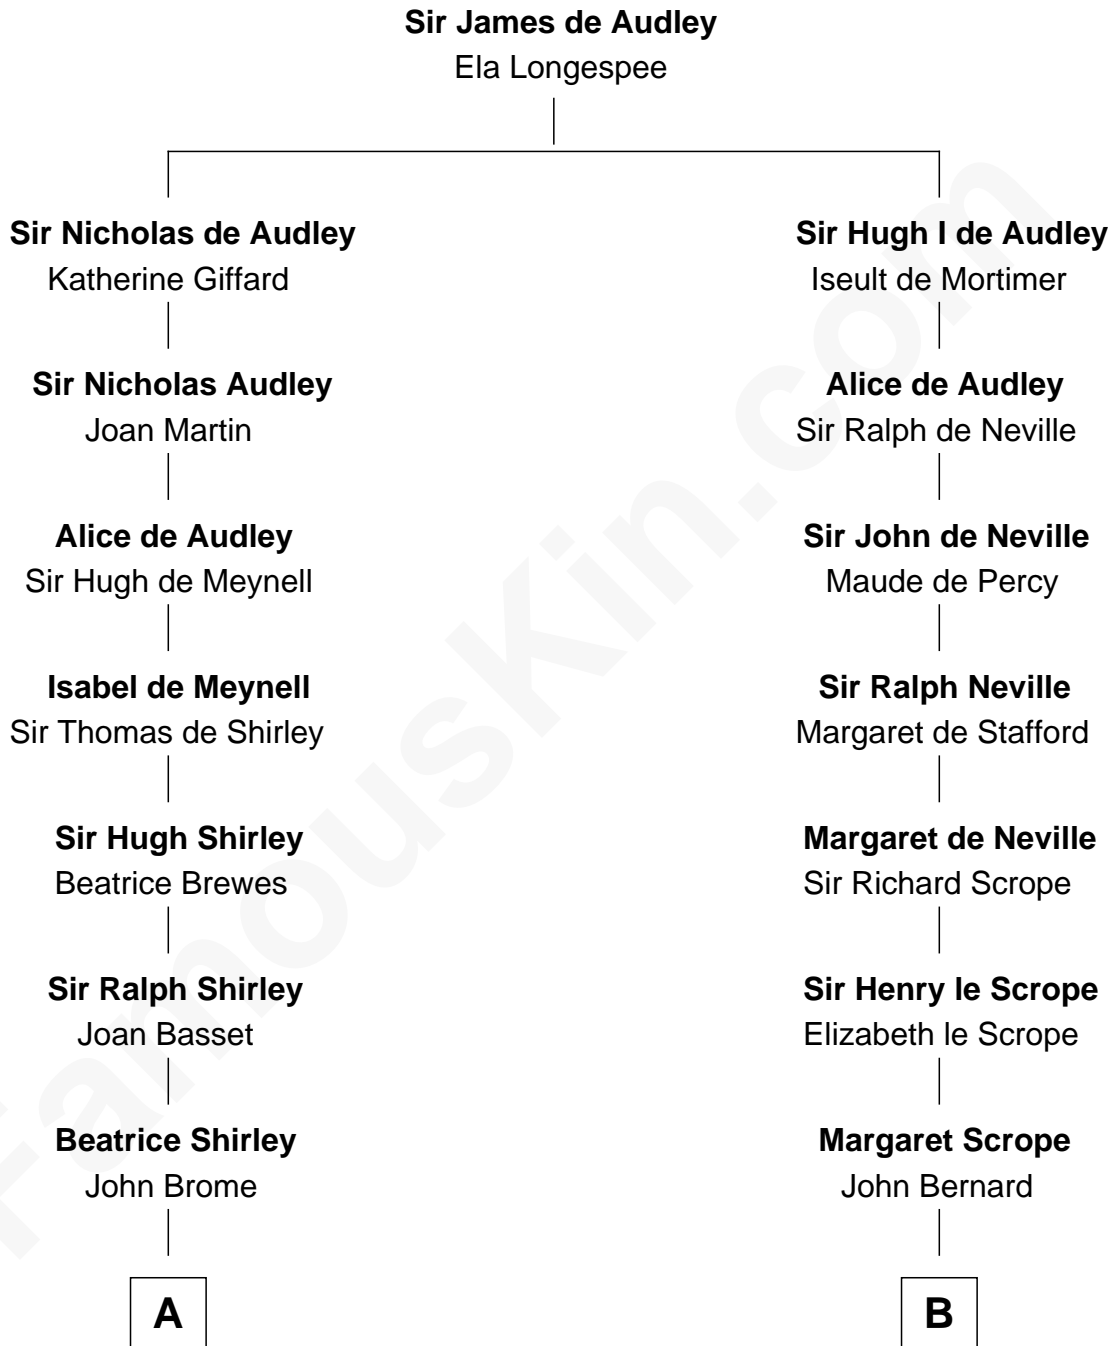 Sir James de Audley
Ela Longespee
Sir Nicholas de Audley
Katherine Giffard
Sir Hugh I de Audley
Iseult de Mortimer
Sir Nicholas Audley
Joan Martin
Alice de Audley
Sir Ralph de Neville
Alice de Audley
Sir Hugh de Meynell
Sir John de Neville
Maude de Percy
Isabel de Meynell
Sir Thomas de Shirley
Sir Ralph Neville
Margaret de Stafford
Sir Hugh Shirley
Beatrice Brewes
Margaret de Neville
Sir Richard Scrope
Sir Ralph Shirley
Joan Basset
Sir Henry le Scrope
Elizabeth le Scrope
Beatrice Shirley
John Brome
Margaret Scrope
John Bernard
A
B
FamousKin.com